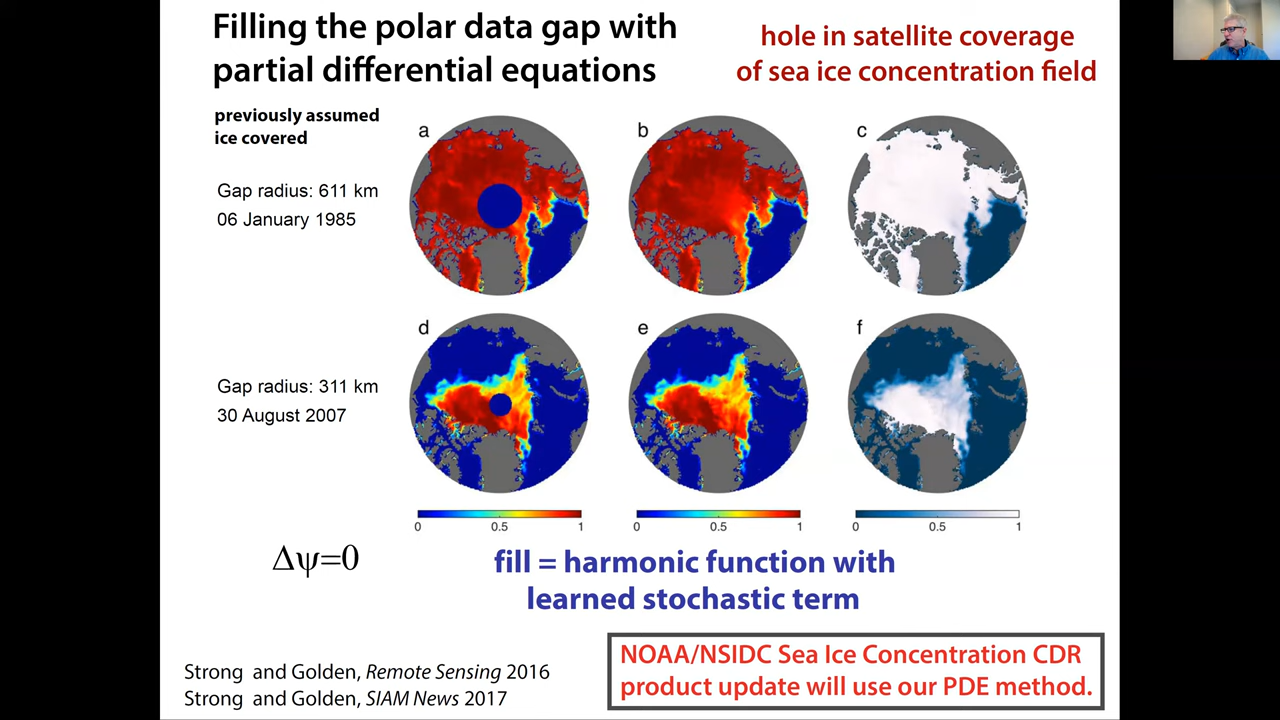 Filling the polar data gap with
partial differential equations
hole in satellite coverage
of sea ice concentration field
previously assumed
ice covered
a
b
c
Gap radius: 611 km
06 January 1985
d
e
f
Gap radius: 311 km
30 August 2007
0 0.5 1
0 0.5 1
0 0.5 1
Δψ=0
fill = harmonic function with
learned stochastic term
NOAA/NSIDC Sea Ice Concentration CDR
product update will use our PDE method.
Strong and Golden, Remote Sensing 2016
Strong and Golden, SIAM News 2017